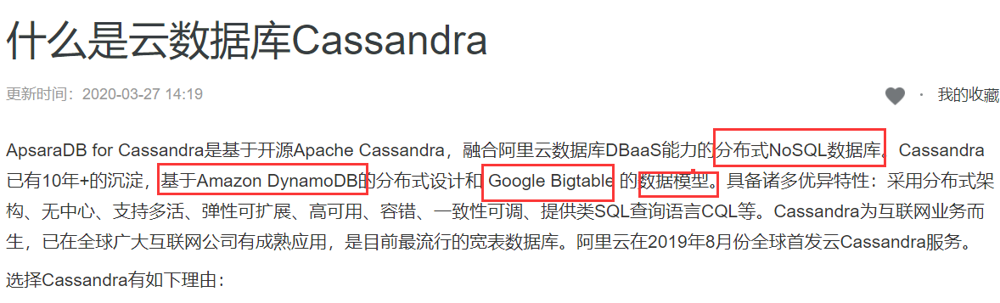 什么是云数据库Cassandra
更新时间：2020-03-27 14:19
· 我的收藏
ApsaraDB for Cassandra是基于开源Apache Cassandra，融合阿里云数据库DBaaS能力的分布式NoSQL数据库。Cassandra
已有10年+的沉淀，基于Amazon DynamoDB的分布式设计和 Google Bigtable 的数据模型。具备诸多优异特性：采用分布式架
构、无中心、支持多活、弹性可扩展、高可用、容错、一致性可调、提供类SQL查询语言CQL等。Cassandra为互联网业务而
生，已在全球广大互联网公司有成熟应用，是目前最流行的宽表数据库。阿里云在2019年8月份全球首发云Cassandra服务。
选择Cassandra有如下理由：